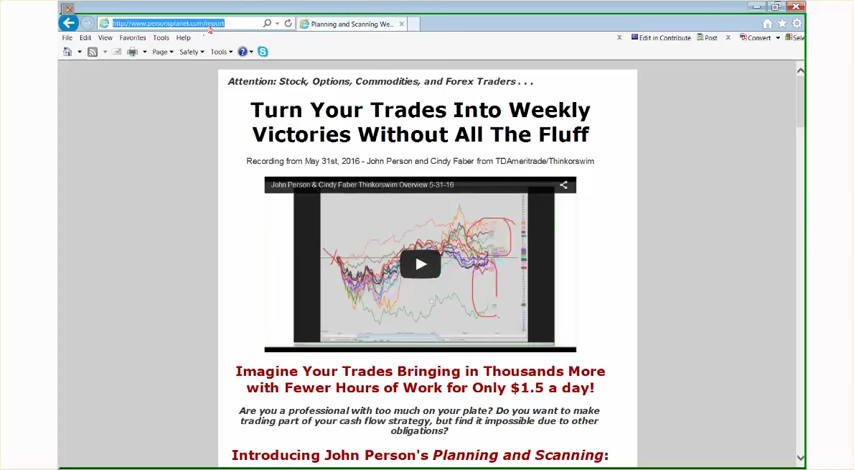 http://www.personsplanet.com/report
Planning and Scanning We...
File Edit View Favorites Tools Help
x Edit in Contribute Post x Convert Sele
Page Safety Tools
Attention: Stock, Options, Commodities, and Forex Traders . . .
Turn Your Trades Into Weekly
Victories Without All The Fluff
Recording from May 31st, 2016 - John Person and Cindy Faber from TDAmeritrade/Thinkorswim
John Person & Cindy Faber Thinkorswim Overview 5-31-16
Imagine Your Trades Bringing in Thousands More
with Fewer Hours of Work for Only $1.5 a day!
Are you a professional with too much on your plate? Do you want to make
trading part of your cash flow strategy, but find it impossible due to other
obligations?
Introducing John Person's Planning and Scanning: